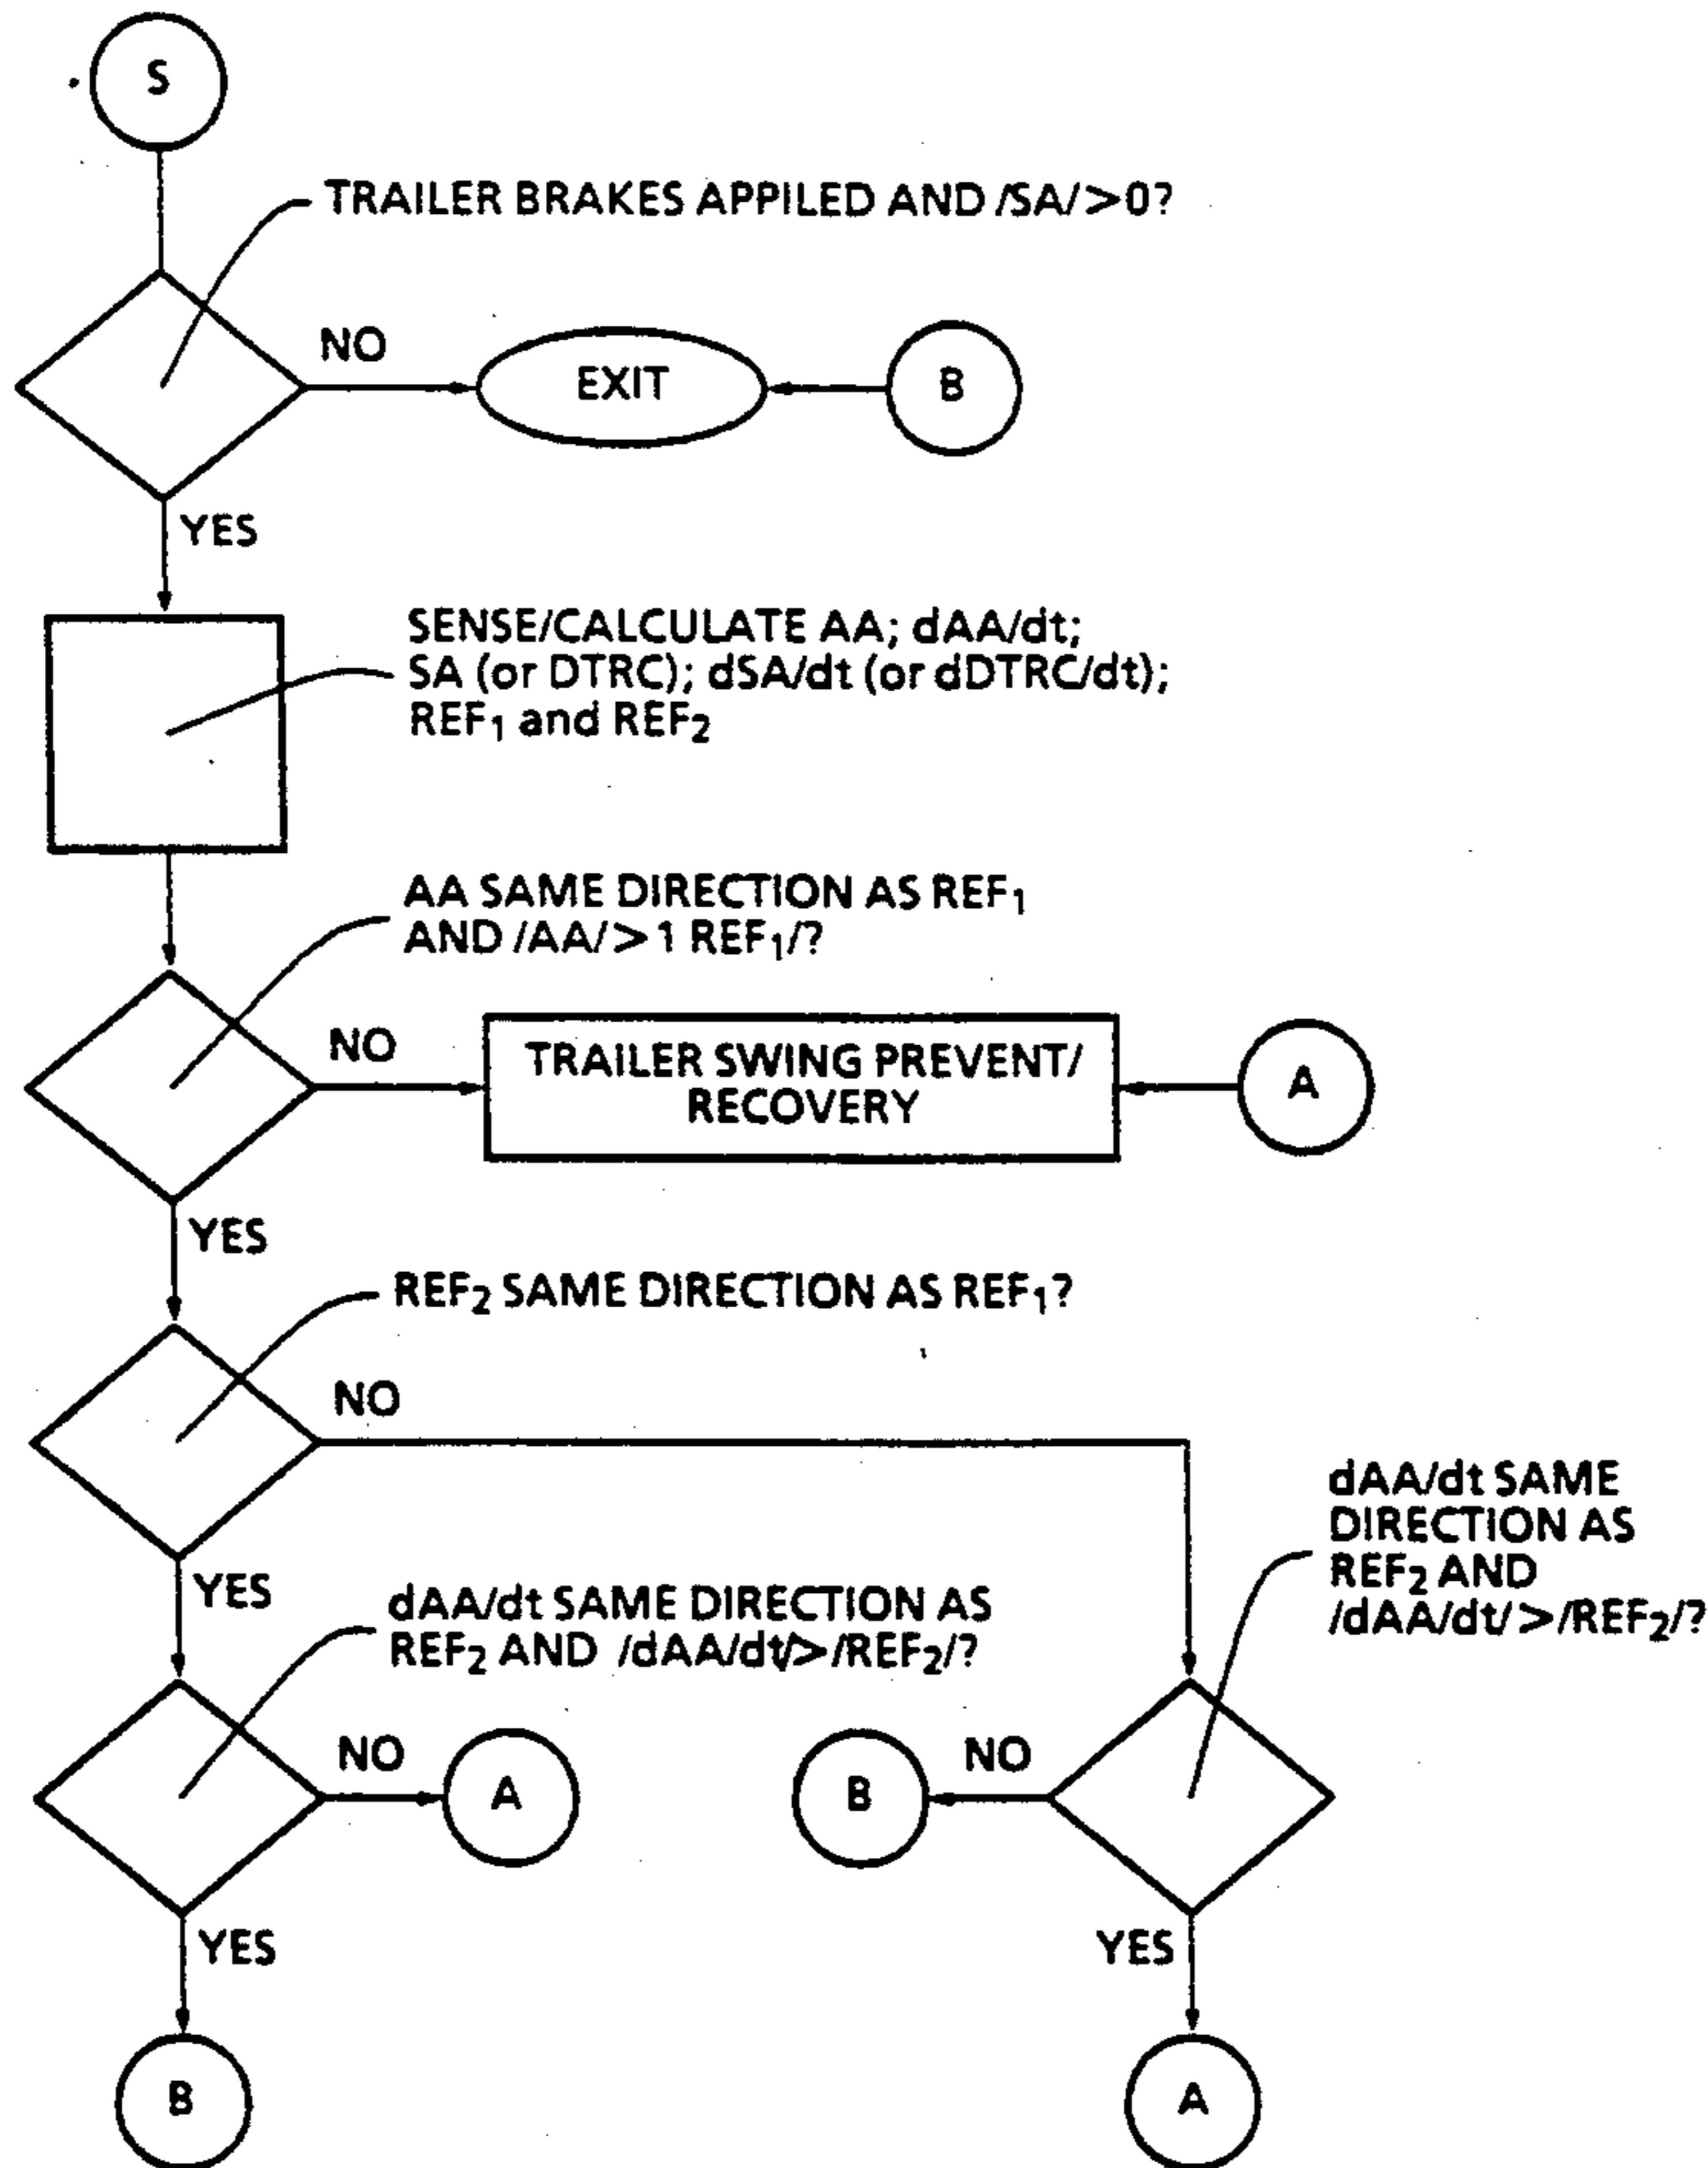 S
TRAILER BRAKES APPILED AND /SA/>0?
NO
EXIT
B
YES
SENSE/CALCULATE AA; dAA/dt;
SA (or DTRC); dSA/dt (or dDTRC/dt);
REF₁ and REF₂
AA SAME DIRECTION AS REF₁
AND /AA/>1 REF₁/?
NO
TRAILER SWING PREVENT/
RECOVERY
A
YES
REF₂ SAME DIRECTION AS REF₁?
NO
dAA/dt SAME
DIRECTION AS
REF₂ AND
/dAA/dt/>/REF₂/?
YES
dAA/dt SAME DIRECTION AS
REF₂ AND /dAA/dt/>/REF₂/?
NO
A
B
NO
YES
YES
B
A